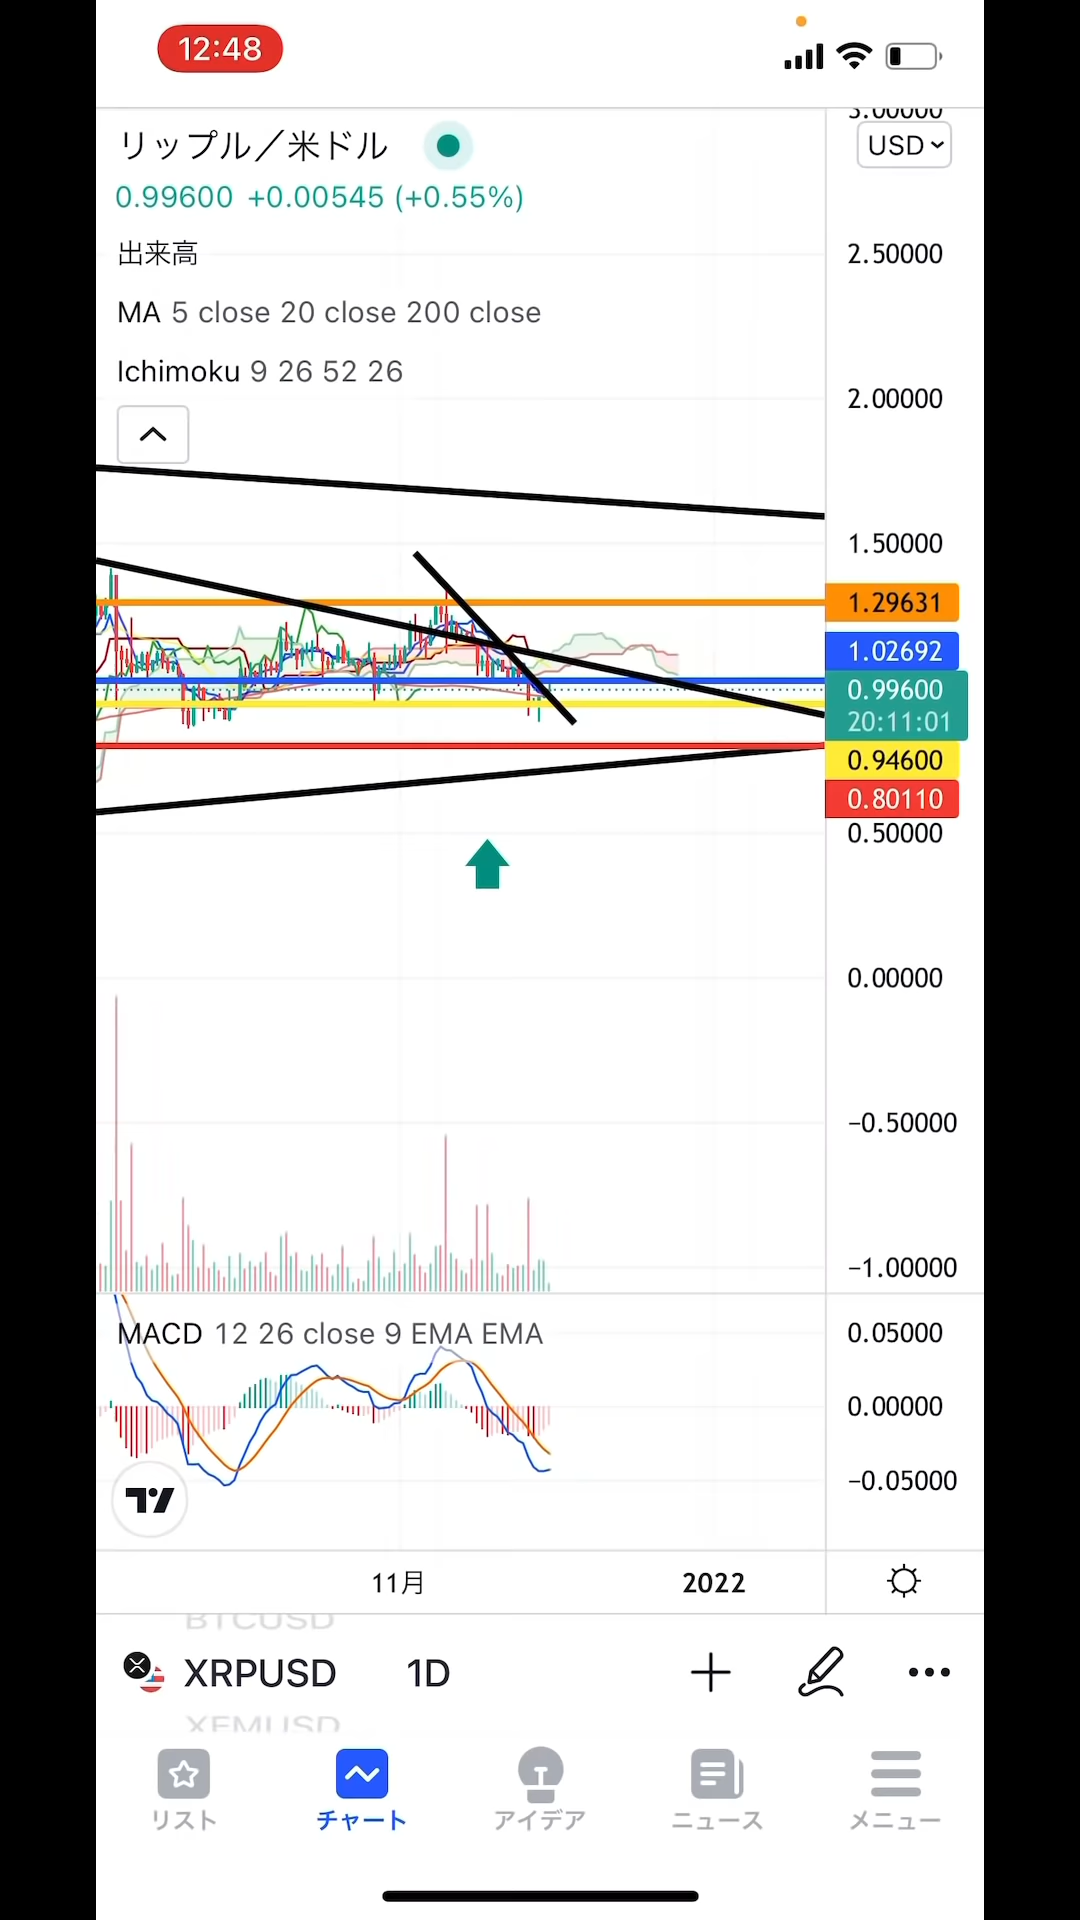 12:48
リップル／米ドル
0.99600 +0.00545 (+0.55%)
出来高
MA 5 close 20 close 200 close
Ichimoku 9 26 52 26
3.00000
USD
2.50000
2.00000
1.50000
1.29631
1.02692
0.99600
20:11:01
0.94600
0.80110
0.50000
0.00000
−0.50000
−1.00000
MACD 12 26 close 9 EMA EMA
0.05000
0.00000
−0.05000
11月
2022
BTCUSD
XRPUSD 1D
XEMUSD
リスト
チャート
アイデア
ニュース
メニュー